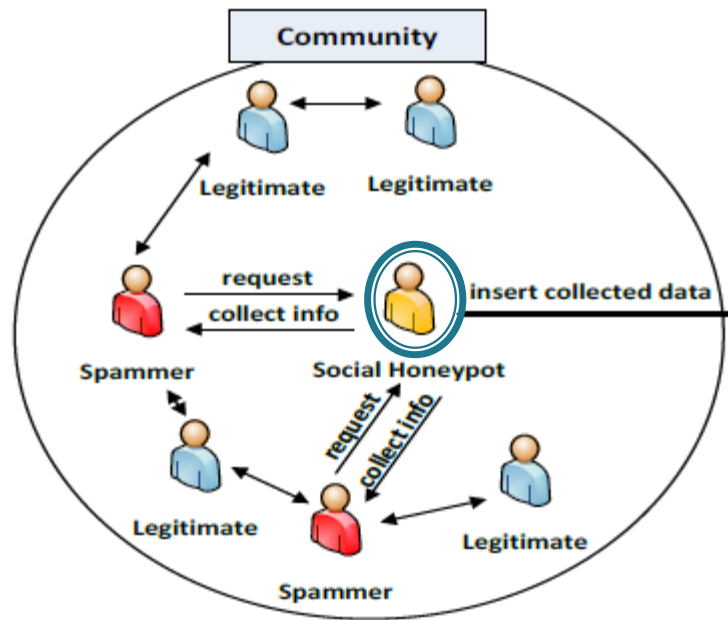 Community
Legitimate
Legitimate
request
collect info
insert collected data
Spammer
Social Honeypot
request
collect info
Legitimate
Legitimate
Spammer